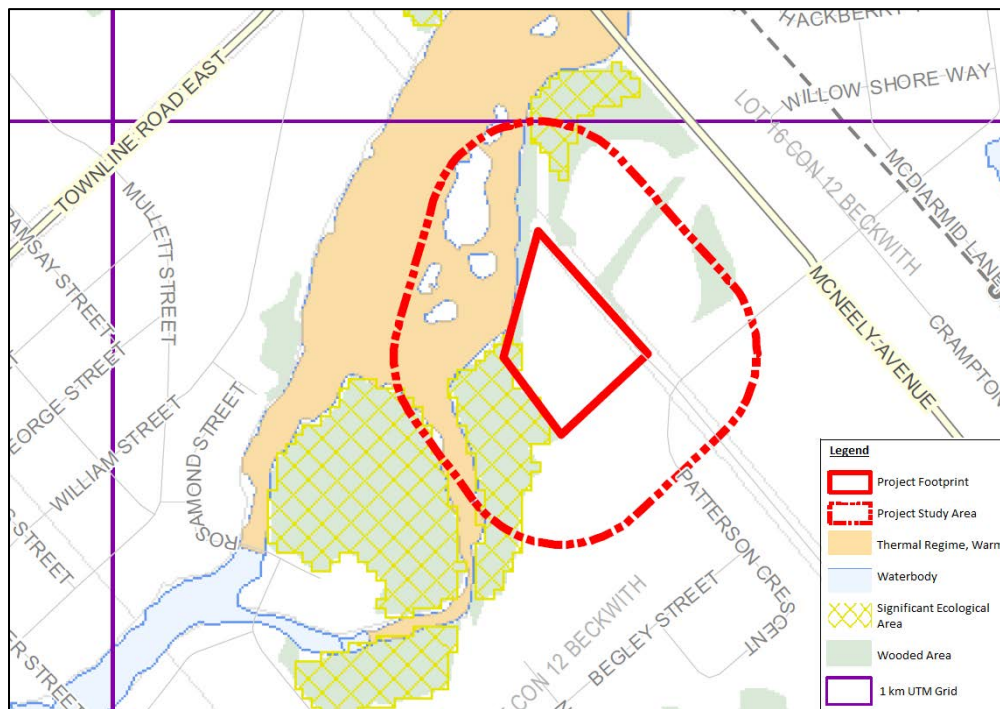 HACKBERRY
WILLOW SHORE WAY
TOWNLINE ROAD EAST
LOT 16 CON 12 BECKWITH
MCDIARMID LANE
MULLETT STREET
RAMSAY STREET
MCNEELY AVENUE
CRAMPTON
GEORGE STREET
WILLIAM STREET
ROSAMOND STREET
STREET
PATTERSON CRESCENT
CON 12 BECKWITH
BEGLEY STREET
ER STREET
Legend
Project Footprint
Project Study Area
Thermal Regime, Warm
Waterbody
Significant Ecological
Area
Wooded Area
1 km UTM Grid